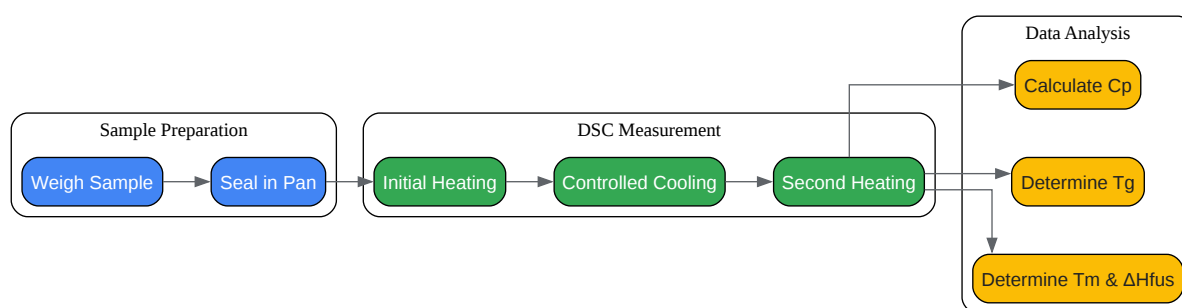 Sample Preparation
Weigh Sample
Seal in Pan
DSC Measurement
Initial Heating
Controlled Cooling
Second Heating
Data Analysis
Calculate Cp
Determine Tg
Determine Tm & ΔHfus